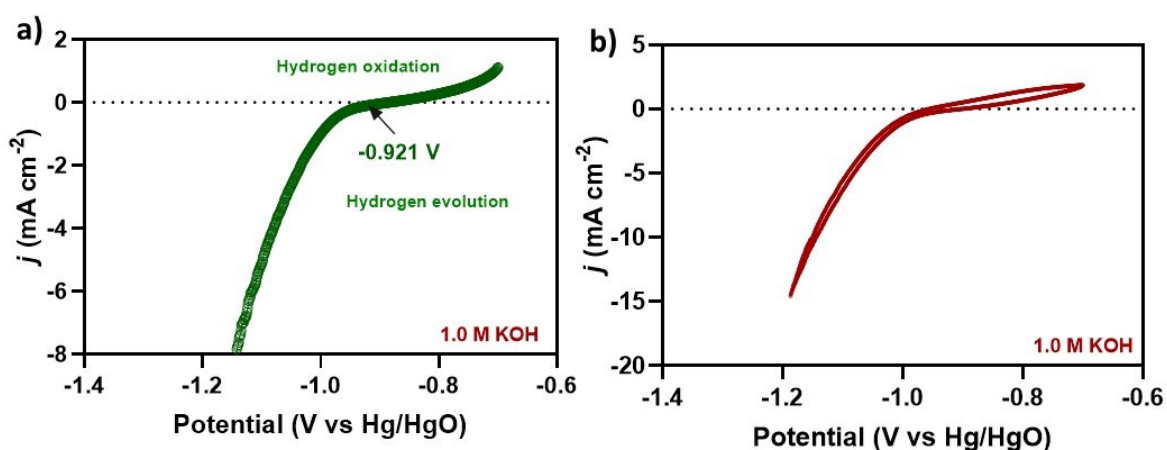 a)
2
0
-2
-4
-6
-8
j (mA cm-2)
Hydrogen oxidation
-0.921 V
Hydrogen evolution
1.0 M KOH
-1.4 -1.2 -1.0 -0.8 -0.6
Potential (V vs Hg/HgO)
b)
5
0
-5
-10
-15
-20
j (mA cm-2)
1.0 M KOH
-1.4 -1.2 -1.0 -0.8 -0.6
Potential (V vs Hg/HgO)